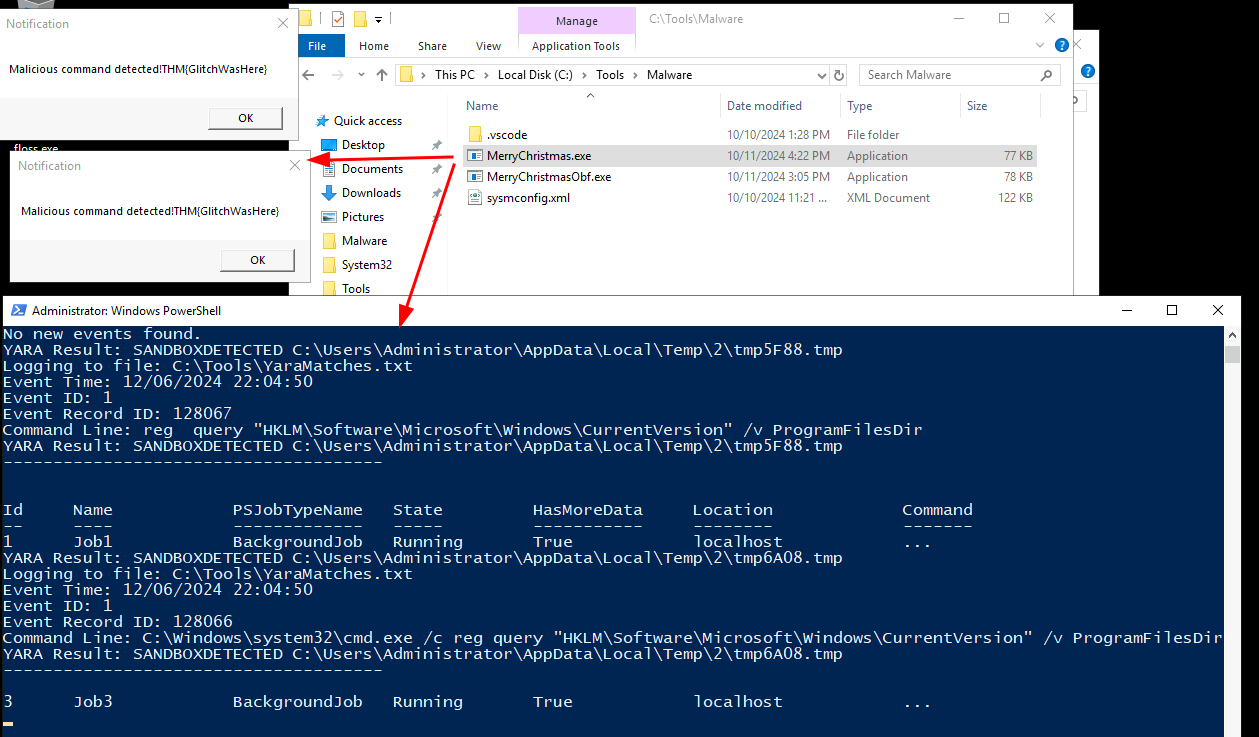 Notification
Malicious command detected!THM{GlitchWasHere}
OK
floss.exe
Notification
Malicious command detected!THM{GlitchWasHere}
OK
Manage
C:\Tools\Malware
File Home Share View Application Tools
This PC Local Disk (C:) Tools Malware
Search Malware
Quick access
Desktop
Documents
Downloads
Pictures
Malware
System32
Tools
Name Date modified Type Size
.vscode 10/10/2024 1:28 PM File folder
MerryChristmas.exe 10/11/2024 4:22 PM Application 77 KB
MerryChristmasObf.exe 10/11/2024 3:05 PM Application 78 KB
sysmconfig.xml 10/10/2024 11:21 ... XML Document 122 KB
Administrator: Windows PowerShell
No new events found.
YARA Result: SANDBOXDETECTED C:\Users\Administrator\AppData\Local\Temp\2\tmp5F88.tmp
Logging to file: C:\Tools\YaraMatches.txt
Event Time: 12/06/2024 22:04:50
Event ID: 1
Event Record ID: 128067
Command Line: reg  query "HKLM\Software\Microsoft\Windows\CurrentVersion" /v ProgramFilesDir
YARA Result: SANDBOXDETECTED C:\Users\Administrator\AppData\Local\Temp\2\tmp5F88.tmp
--------------------------------------
Id Name PSJobTypeName State HasMoreData Location Command
-- ---- ------------- ----- ----------- -------- -------
1 Job1 BackgroundJob Running True localhost ...
YARA Result: SANDBOXDETECTED C:\Users\Administrator\AppData\Local\Temp\2\tmp6A08.tmp
Logging to file: C:\Tools\YaraMatches.txt
Event Time: 12/06/2024 22:04:50
Event ID: 1
Event Record ID: 128066
Command Line: C:\Windows\system32\cmd.exe /c reg query "HKLM\Software\Microsoft\Windows\CurrentVersion" /v ProgramFilesDir
YARA Result: SANDBOXDETECTED C:\Users\Administrator\AppData\Local\Temp\2\tmp6A08.tmp
--------------------------------------
3 Job3 BackgroundJob Running True localhost ...